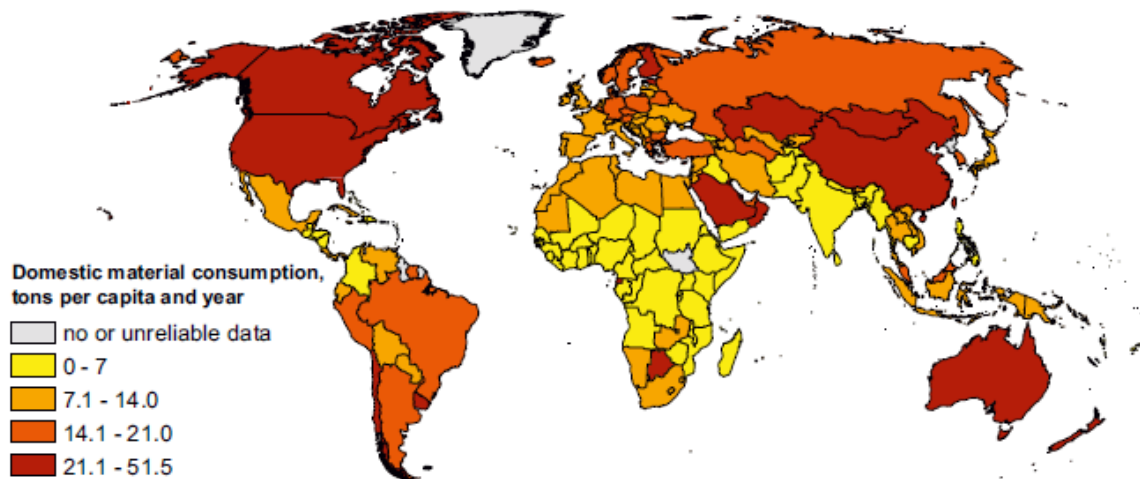 Domestic material consumption,
tons per capita and year
no or unreliable data
0 - 7
7.1 - 14.0
14.1 - 21.0
21.1 - 51.5